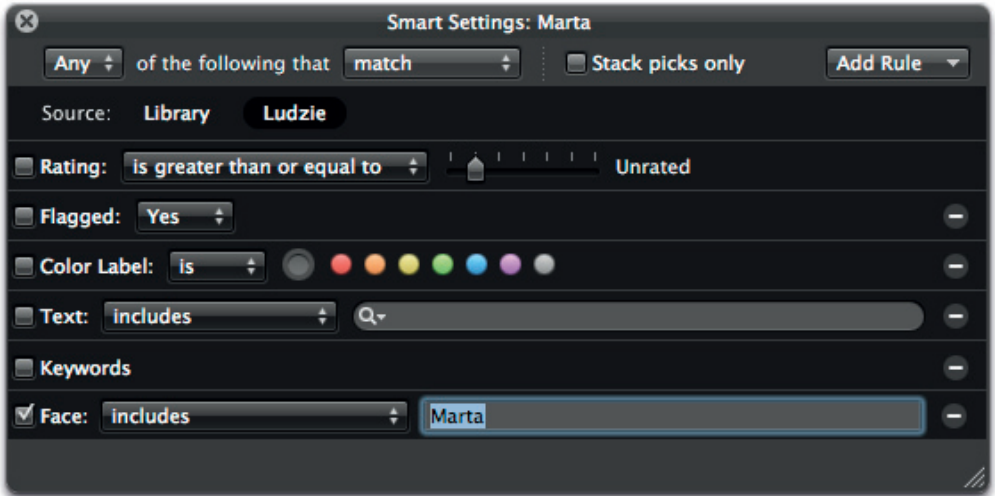 Smart Settings: Marta
Any of the following that match Stack picks only Add Rule
Source: Library Ludzie
Rating: is greater than or equal to Unrated
Flagged: Yes
Color Label: is
Text: includes
Keywords
Face: includes Marta